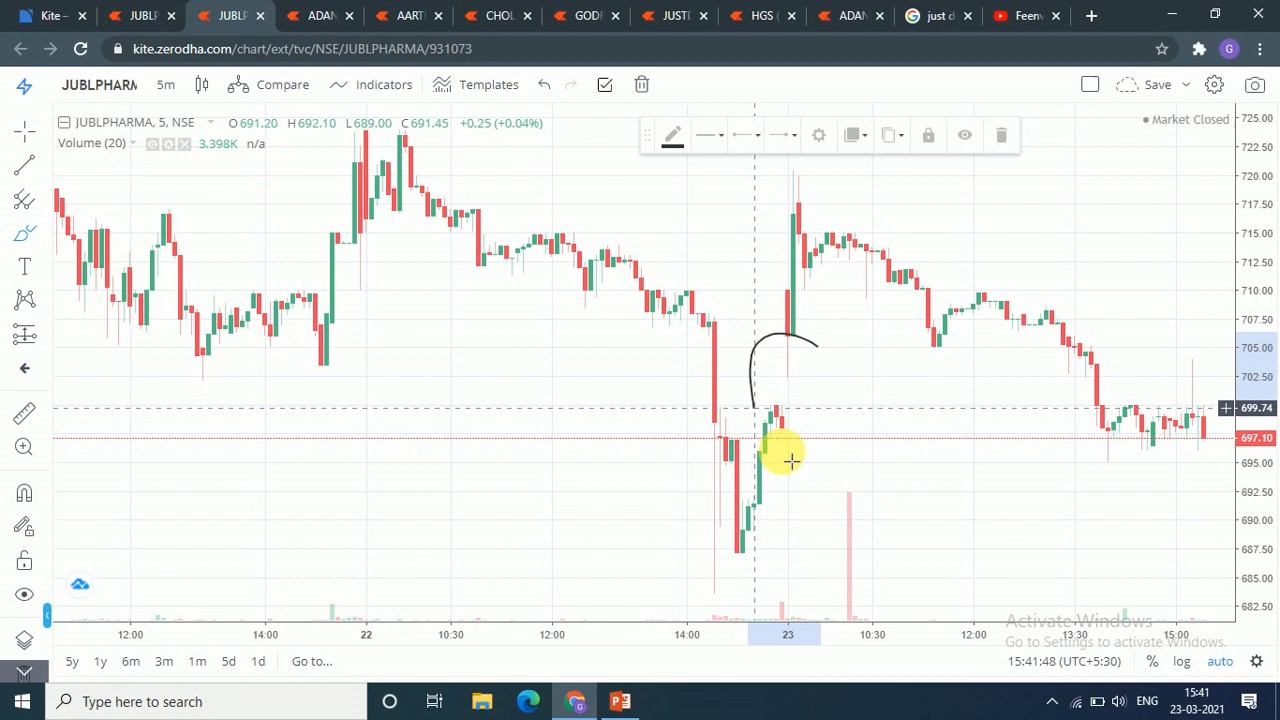 Kite –
JUBLP
JUBLP
ADAN
AARTI
CHOL
GODR
JUSTD
HGS (
ADAN
just d
Feenv
kite.zerodha.com/chart/ext/tvc/NSE/JUBLPHARMA/931073
G
JUBLPHARMA
5m
Compare
Indicators
Templates
Save
JUBLPHARMA, 5, NSE
O691.20 H692.10 L689.00 C691.45 +0.25 (+0.04%)
Market Closed
Volume (20)
3.398K n/a
725.00
722.50
720.00
717.50
715.00
712.50
710.00
707.50
705.00
702.50
699.74
697.10
695.00
692.50
690.00
687.50
685.00
682.50
12:00
14:00
22
10:30
12:00
14:00
23
10:30
12:00
13:30
15:00
Activate Windows
Go to Settings to activate Windows.
5y
1y
6m
3m
1m
5d
1d
Go to...
15:41:48 (UTC+5:30)
%
log
auto
Type here to search
ENG
15:41
23-03-2021